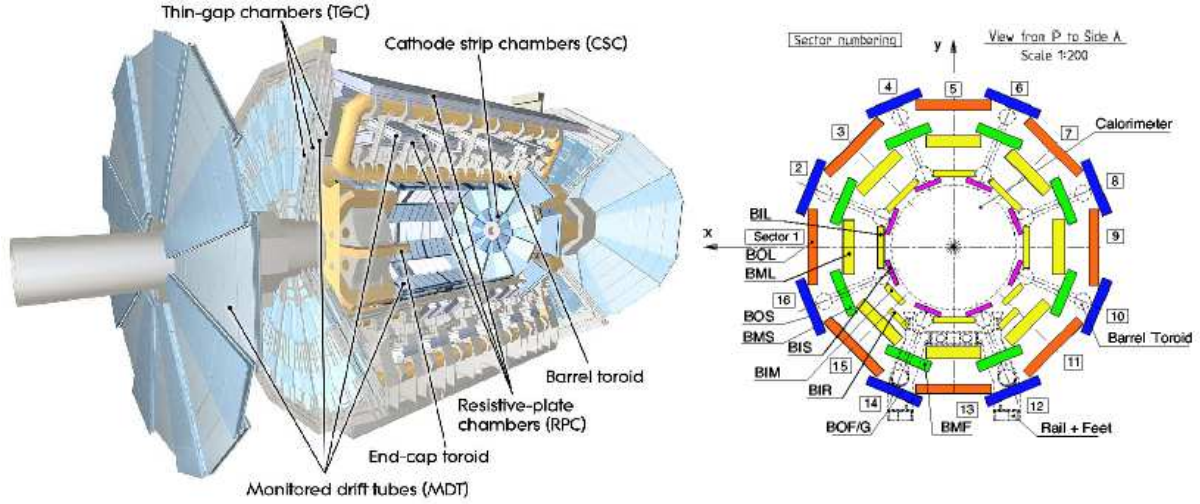 Thin-gap chambers (TGC)
Cathode strip chambers (CSC)
Barrel toroid
Resistive-plate
chambers (RPC)
End-cap toroid
Monitored drift tubes (MDT)
Sector numbering
y
View from IP to Side A
Scale 1:200
4
5
6
3
7
Calorimeter
2
8
BIL
x
Sector 1
9
BOL
BML
16
BOS
10
BMS
Barrel Toroid
BIS
11
15
BIM
BIR
14
13
12
BOF/G
BMF
Rail + Feet